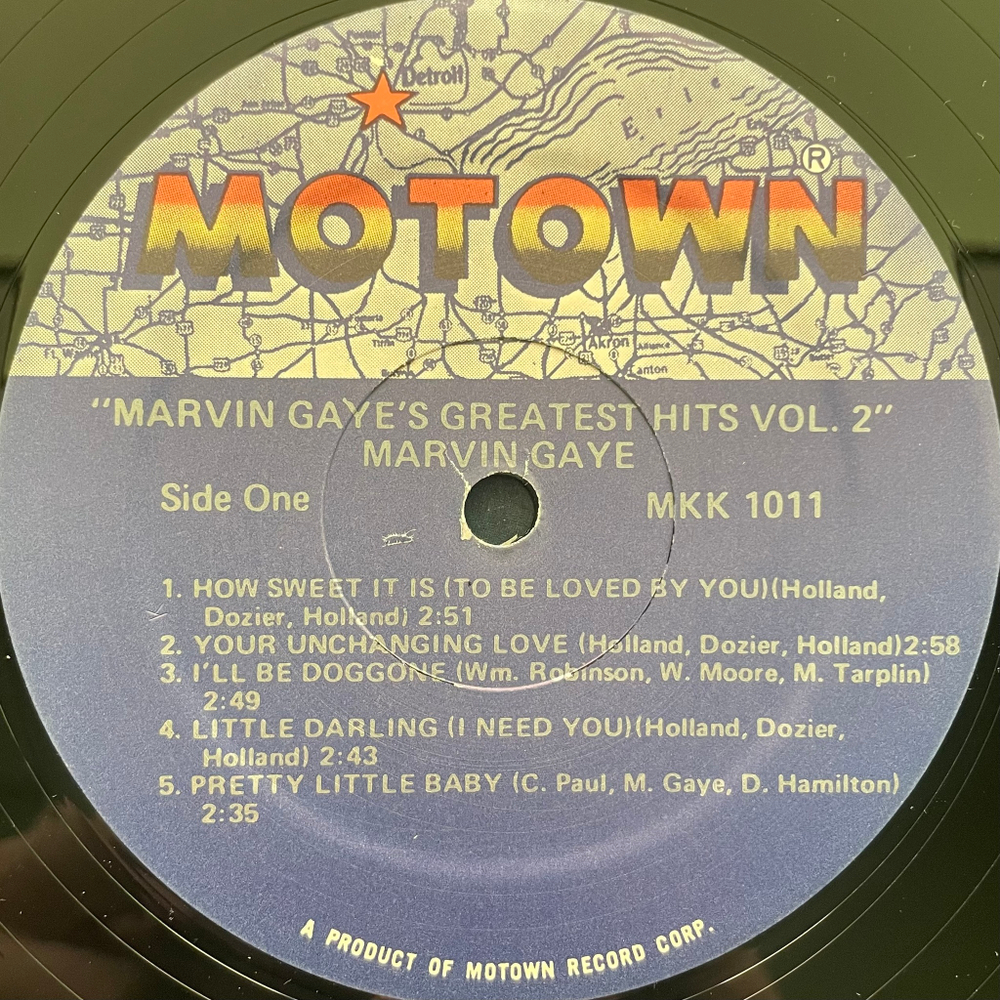 Detroit
Erie
MOTOWN®
Akron
Alliance
"MARVIN GAYE'S GREATEST HITS VOL. 2"
MARVIN GAYE
Side One
MKK 1011
1. HOW SWEET IT IS (TO BE LOVED BY YOU)(Holland,
Dozier, Holland) 2:51
2. YOUR UNCHANGING LOVE (Holland, Dozier, Holland)2:58
3. I'LL BE DOGGONE (Wm. Robinson, W. Moore, M. Tarplin)
2:49
4. LITTLE DARLING (I NEED YOU)(Holland, Dozier,
Holland) 2:43
5. PRETTY LITTLE BABY (C. Paul, M. Gaye, D. Hamilton)
2:35
A PRODUCT OF MOTOWN RECORD CORP.